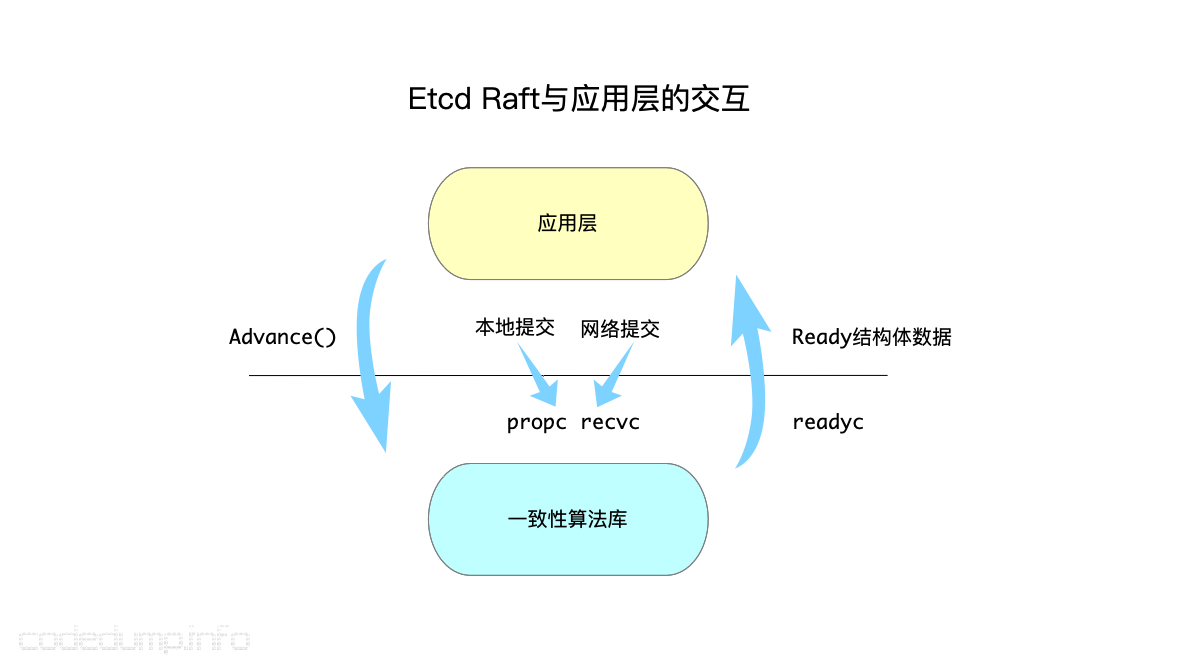 Etcd Raft与应用层的交互
应用层
本地提交 网络提交
Advance() Ready结构体数据
propc recvc readyc
一致性算法库
codedump.info